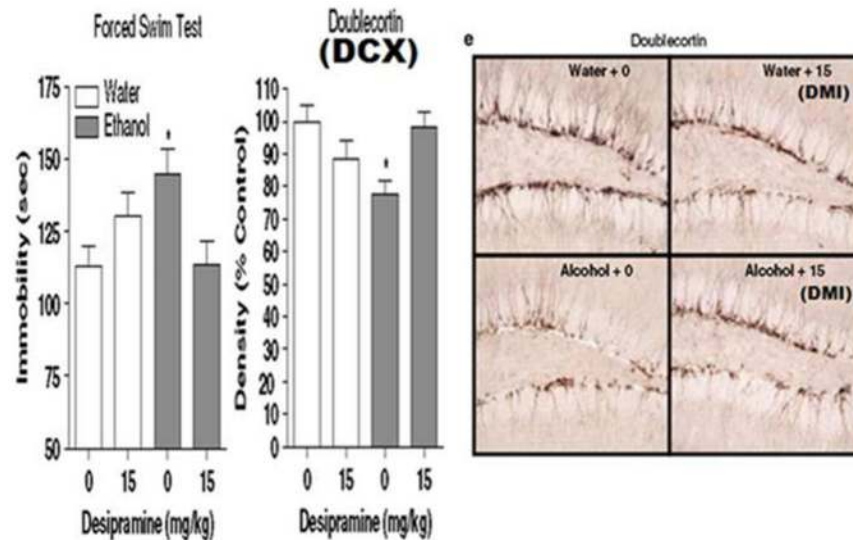 Forced Swim Test
Water
Ethanol
*
175
150
125
100
75
50
Immobility (sec)
0 15 0 15
Desipramine (mg/kg)
Doublecortin
(DCX)
*
110
100
90
80
70
60
50
40
30
20
10
0
Density (% Control)
0 15 0 15
Desipramine (mg/kg)
e
Doublecortin
Water + 0
Water + 15
(DMI)
Alcohol + 0
Alcohol + 15
(DMI)